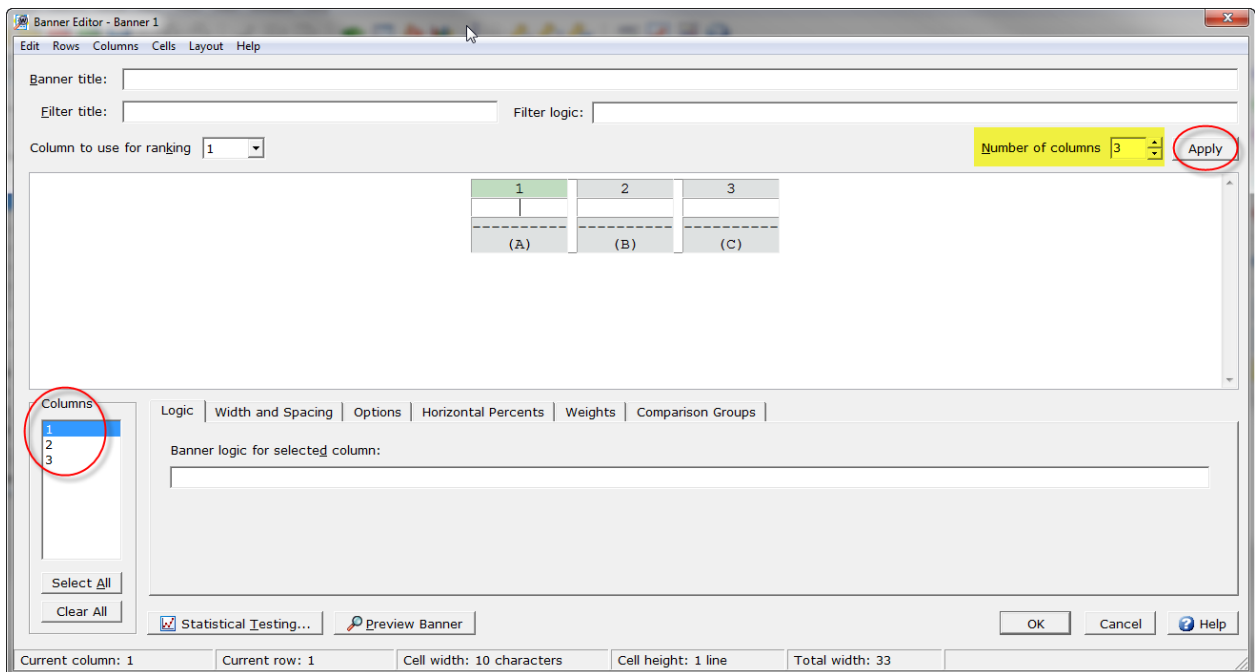 Banner Editor - Banner 1
Edit Rows Columns Cells Layout Help
Banner title:
Filter title: Filter logic:
Column to use for ranking 1 Number of columns 3 Apply
1 2 3
---------- ---------- ----------
(A) (B) (C)
Columns
Logic Width and Spacing Options Horizontal Percents Weights Comparison Groups
1
2
3
Banner logic for selected column:
Select All
Clear All
Statistical Testing... Preview Banner OK Cancel Help
Current column: 1 Current row: 1 Cell width: 10 characters Cell height: 1 line Total width: 33